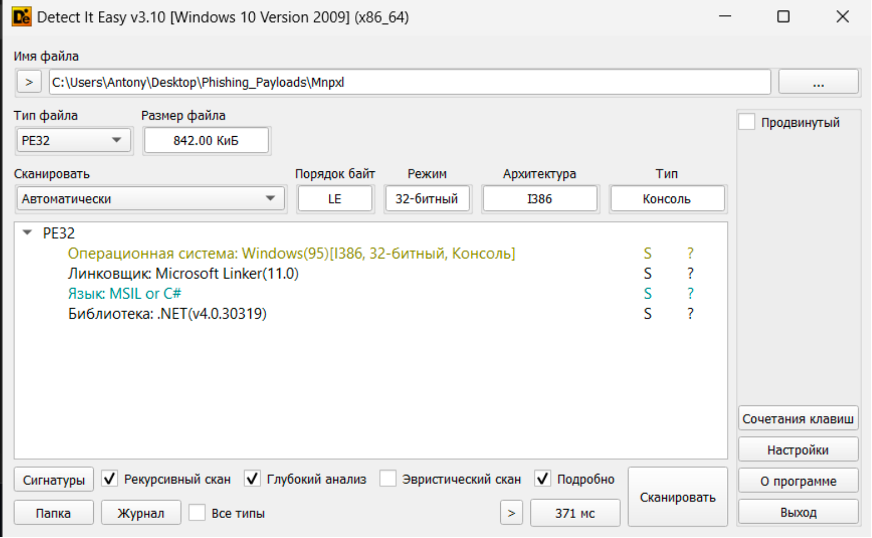 Detect It Easy v3.10 [Windows 10 Version 2009] (x86_64)
Имя файла
> C:\Users\Antony\Desktop\Phishing_Payloads\Mnpxl ...
Тип файла Размер файла
PE32 842.00 КиБ
Продвинутый
Сканировать Порядок байт Режим Архитектура Тип
Автоматически LE 32-битный I386 Консоль
PE32
Операционная система: Windows(95)[I386, 32-битный, Консоль] S ?
Линковщик: Microsoft Linker(11.0) S ?
Язык: MSIL or C# S ?
Библиотека: .NET(v4.0.30319) S ?
Сочетания клавиш
Настройки
О программе
Выход
Сигнатуры Рекурсивный скан Глубокий анализ Эвристический скан Подробно
Сканировать
Папка Журнал Все типы > 371 мс